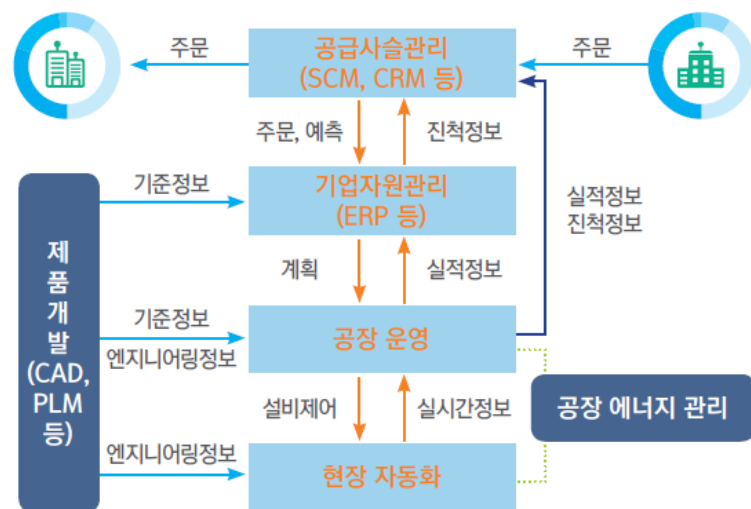 주문
공급사슬관리
(SCM, CRM 등)
주문
주문, 예측
진척정보
기준정보
기업자원관리
(ERP 등)
실적정보
진척정보
제
품
개
발
(CAD,
PLM
등)
계획
실적정보
기준정보
엔지니어링정보
공장 운영
설비제어
실시간정보
공장 에너지 관리
엔지니어링정보
현장 자동화